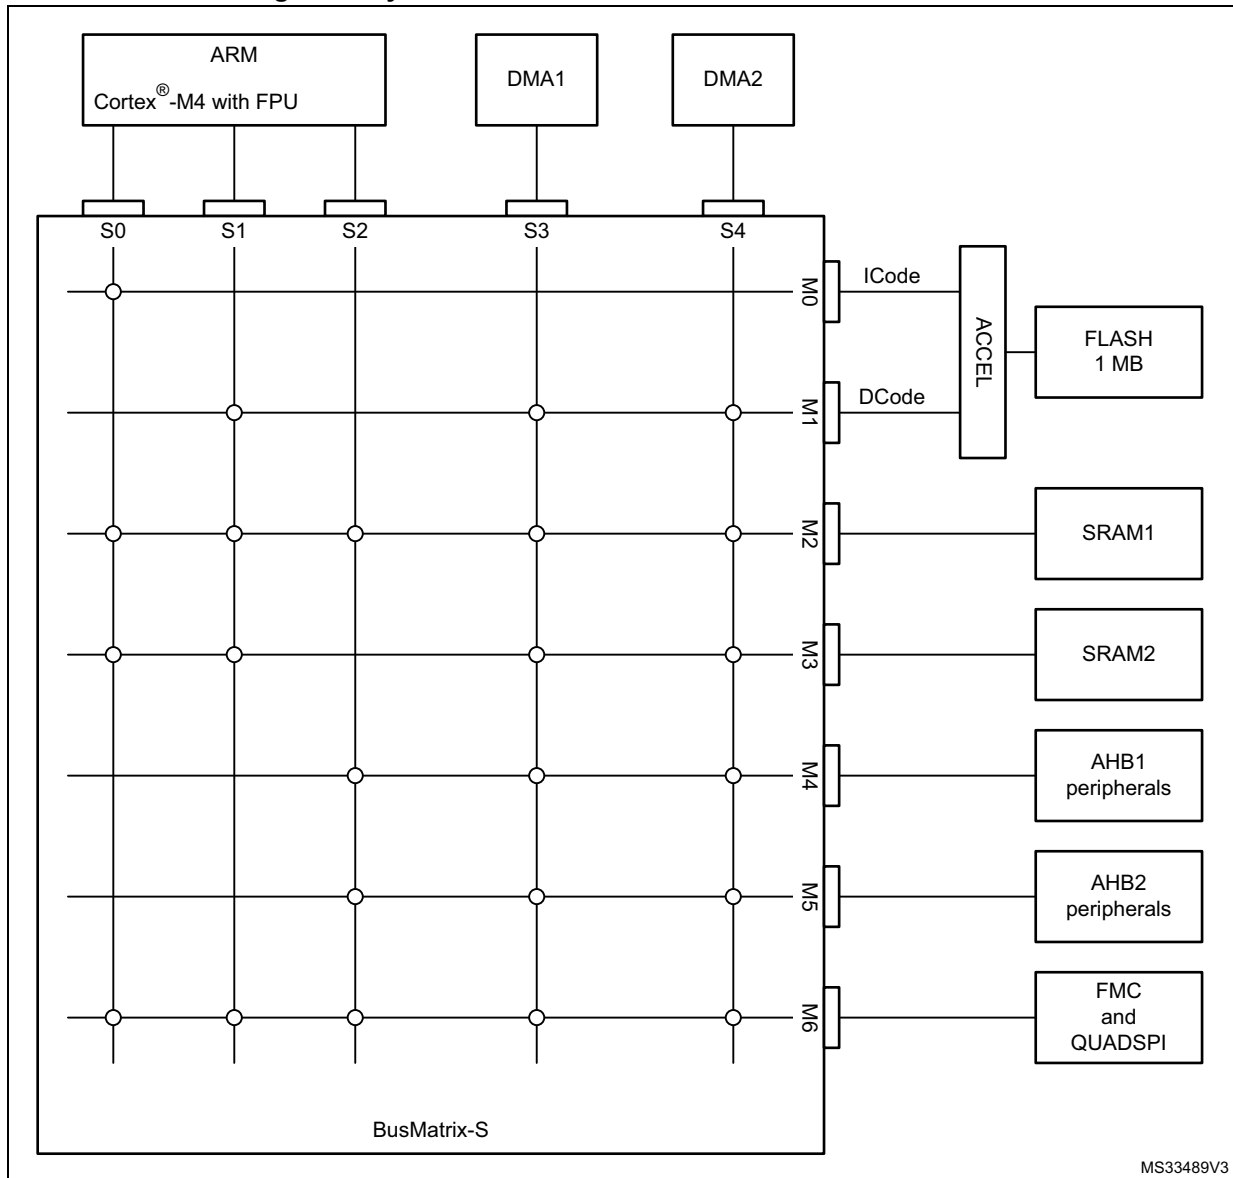 ARM
Cortex®-M4 with FPU
DMA1
DMA2
S0
S1
S2
S3
S4
M0
ICode
ACCEL
FLASH
1 MB
M1
DCode
M2
SRAM1
M3
SRAM2
M4
AHB1
peripherals
M5
AHB2
peripherals
M6
FMC
and
QUADSPI
BusMatrix-S
MS33489V3